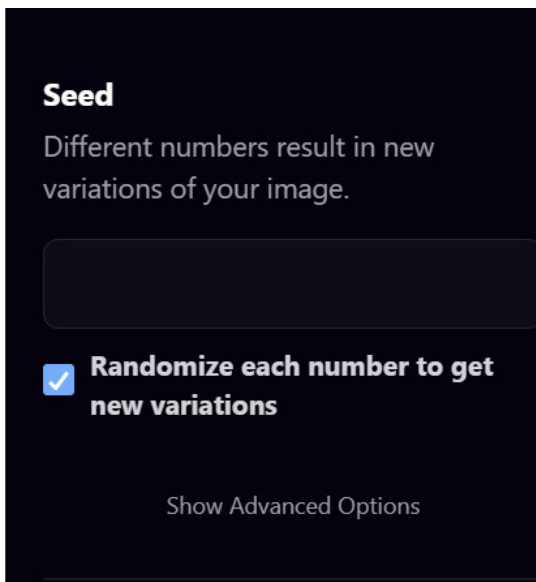 Seed
Different numbers result in new
variations of your image.
Randomize each number to get
new variations
Show Advanced Options